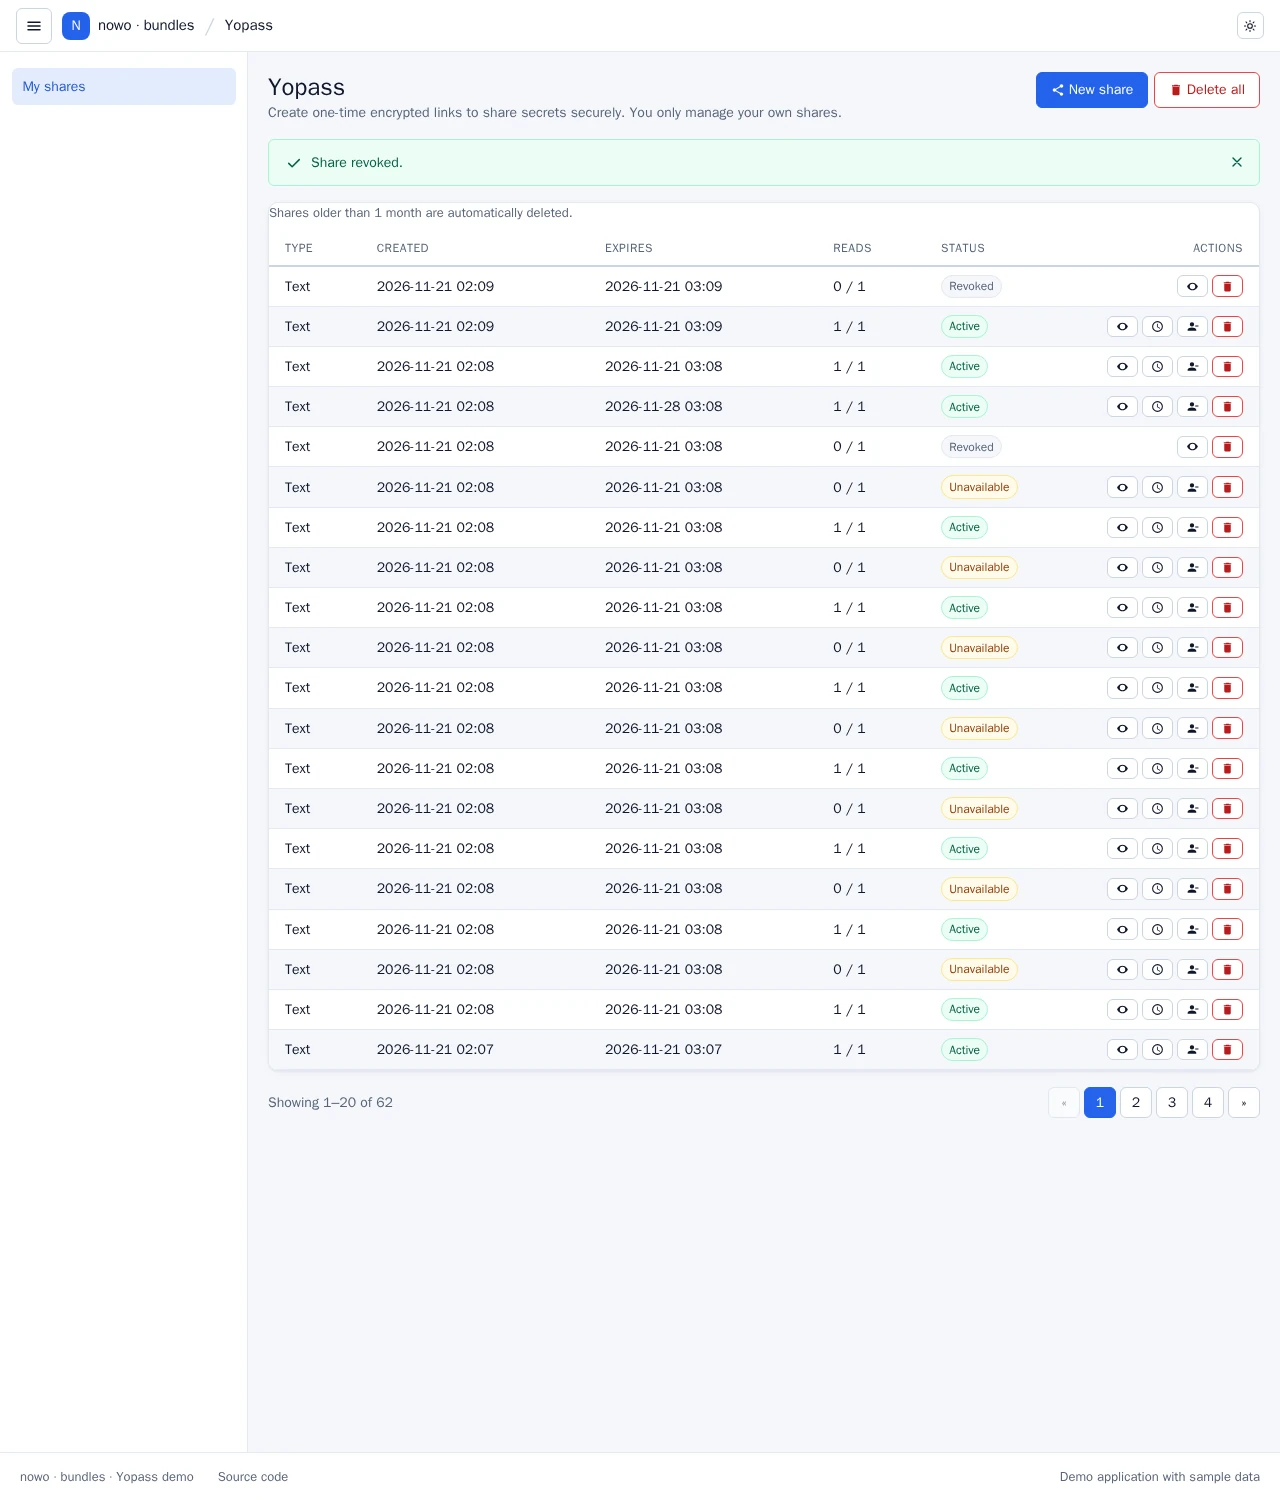 N nowo · bundles / Yopass
My shares
Yopass
New share
Delete all
Create one-time encrypted links to share secrets securely. You only manage your own shares.
Share revoked.
Shares older than 1 month are automatically deleted.
TYPE CREATED EXPIRES READS STATUS ACTIONS
Text 2026-11-21 02:09 2026-11-21 03:09 0 / 1 Revoked
Text 2026-11-21 02:09 2026-11-21 03:09 1 / 1 Active
Text 2026-11-21 02:08 2026-11-21 03:08 1 / 1 Active
Text 2026-11-21 02:08 2026-11-28 03:08 1 / 1 Active
Text 2026-11-21 02:08 2026-11-21 03:08 0 / 1 Revoked
Text 2026-11-21 02:08 2026-11-21 03:08 0 / 1 Unavailable
Text 2026-11-21 02:08 2026-11-21 03:08 1 / 1 Active
Text 2026-11-21 02:08 2026-11-21 03:08 0 / 1 Unavailable
Text 2026-11-21 02:08 2026-11-21 03:08 1 / 1 Active
Text 2026-11-21 02:08 2026-11-21 03:08 0 / 1 Unavailable
Text 2026-11-21 02:08 2026-11-21 03:08 1 / 1 Active
Text 2026-11-21 02:08 2026-11-21 03:08 0 / 1 Unavailable
Text 2026-11-21 02:08 2026-11-21 03:08 1 / 1 Active
Text 2026-11-21 02:08 2026-11-21 03:08 0 / 1 Unavailable
Text 2026-11-21 02:08 2026-11-21 03:08 1 / 1 Active
Text 2026-11-21 02:08 2026-11-21 03:08 0 / 1 Unavailable
Text 2026-11-21 02:08 2026-11-21 03:08 1 / 1 Active
Text 2026-11-21 02:08 2026-11-21 03:08 0 / 1 Unavailable
Text 2026-11-21 02:08 2026-11-21 03:08 1 / 1 Active
Text 2026-11-21 02:07 2026-11-21 03:07 1 / 1 Active
Showing 1–20 of 62
« 1 2 3 4 »
nowo · bundles · Yopass demo Source code
Demo application with sample data